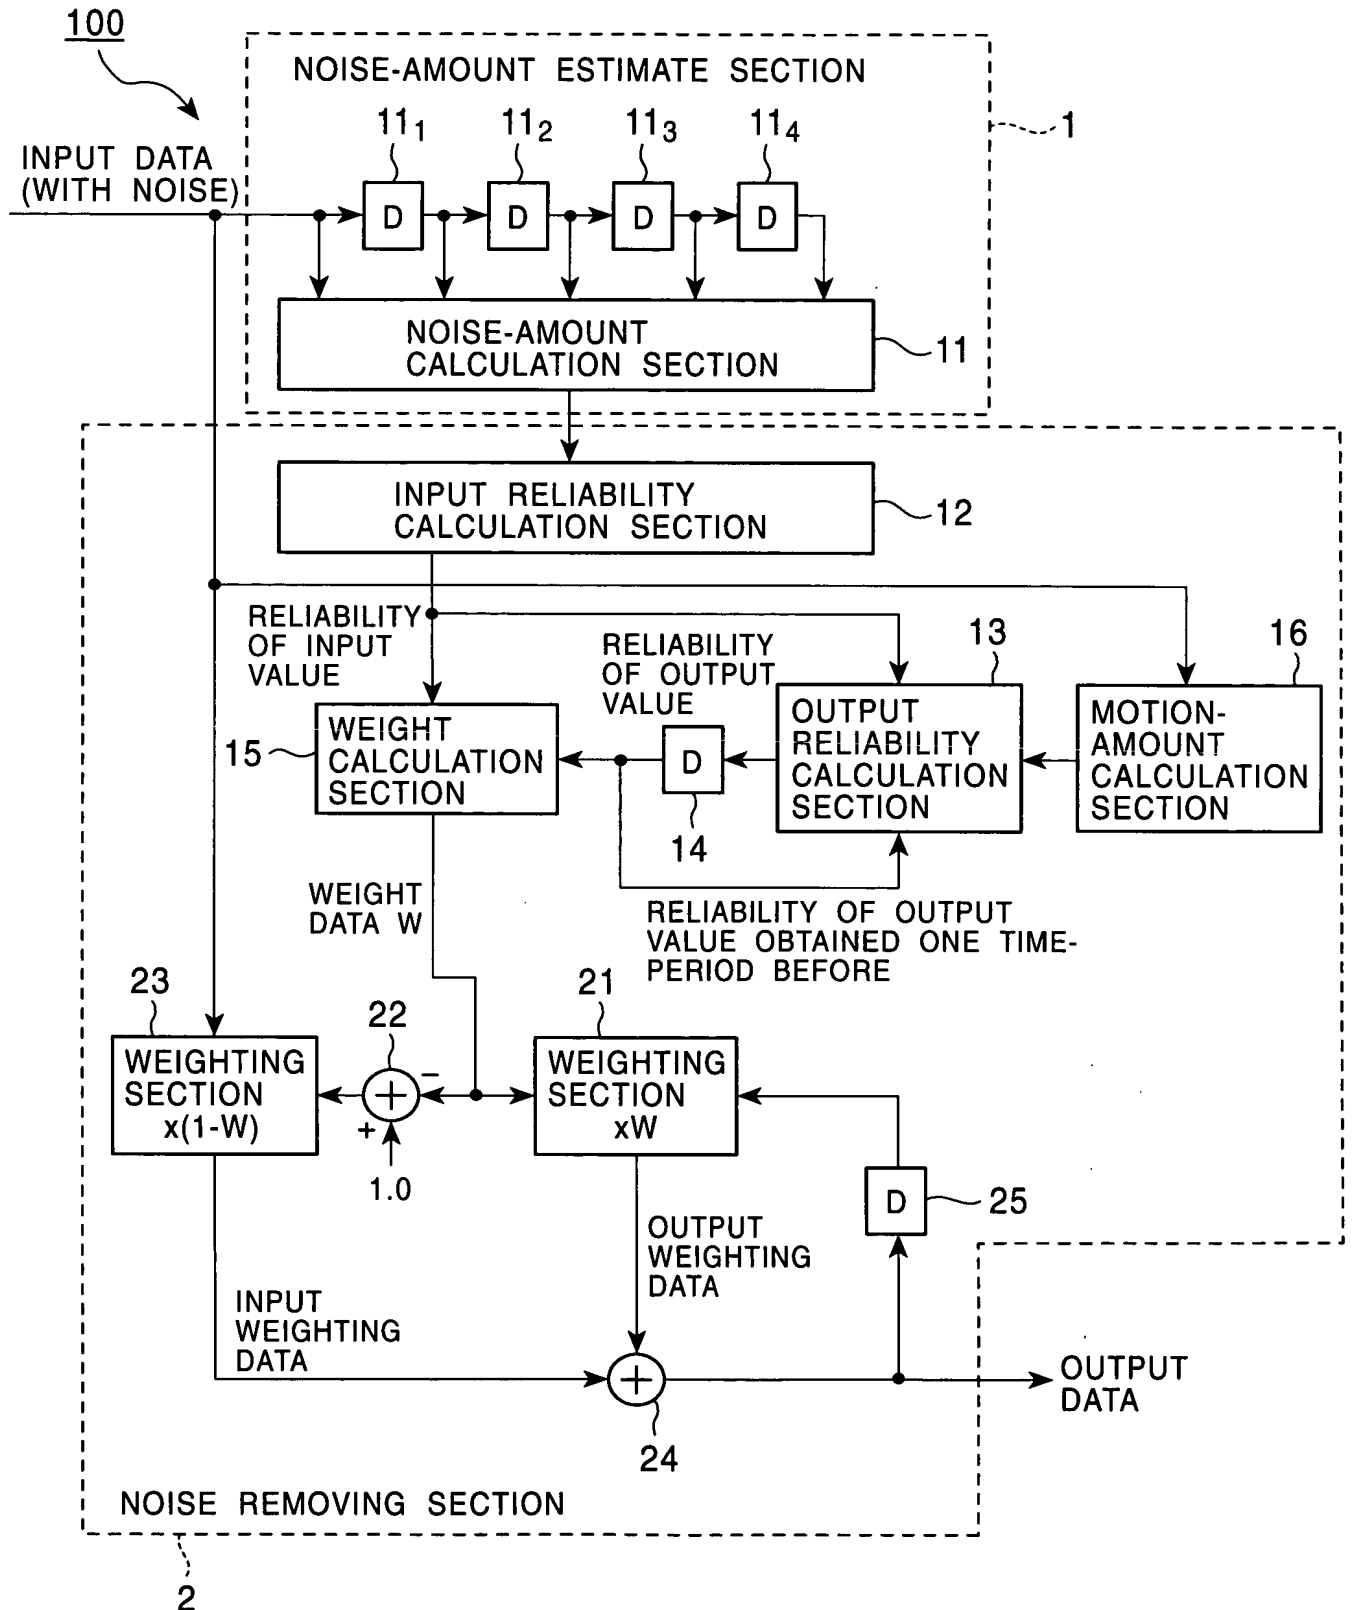 100
NOISE-AMOUNT ESTIMATE SECTION
11₁
11₂
11₃
11₄
1
INPUT DATA
(WITH NOISE)
D
D
D
D
NOISE-AMOUNT
CALCULATION SECTION
11
INPUT RELIABILITY
CALCULATION SECTION
12
RELIABILITY
OF INPUT
VALUE
RELIABILITY
OF OUTPUT
VALUE
13
16
15
WEIGHT
CALCULATION
SECTION
D
14
OUTPUT
RELIABILITY
CALCULATION
SECTION
MOTION-
AMOUNT
CALCULATION
SECTION
WEIGHT
DATA W
RELIABILITY OF OUTPUT
VALUE OBTAINED ONE TIME-
PERIOD BEFORE
23
22
21
WEIGHTING
SECTION
x(1-W)
+
−
+
1.0
WEIGHTING
SECTION
xW
D
25
OUTPUT
WEIGHTING
DATA
INPUT
WEIGHTING
DATA
+
24
OUTPUT
DATA
NOISE REMOVING SECTION
2